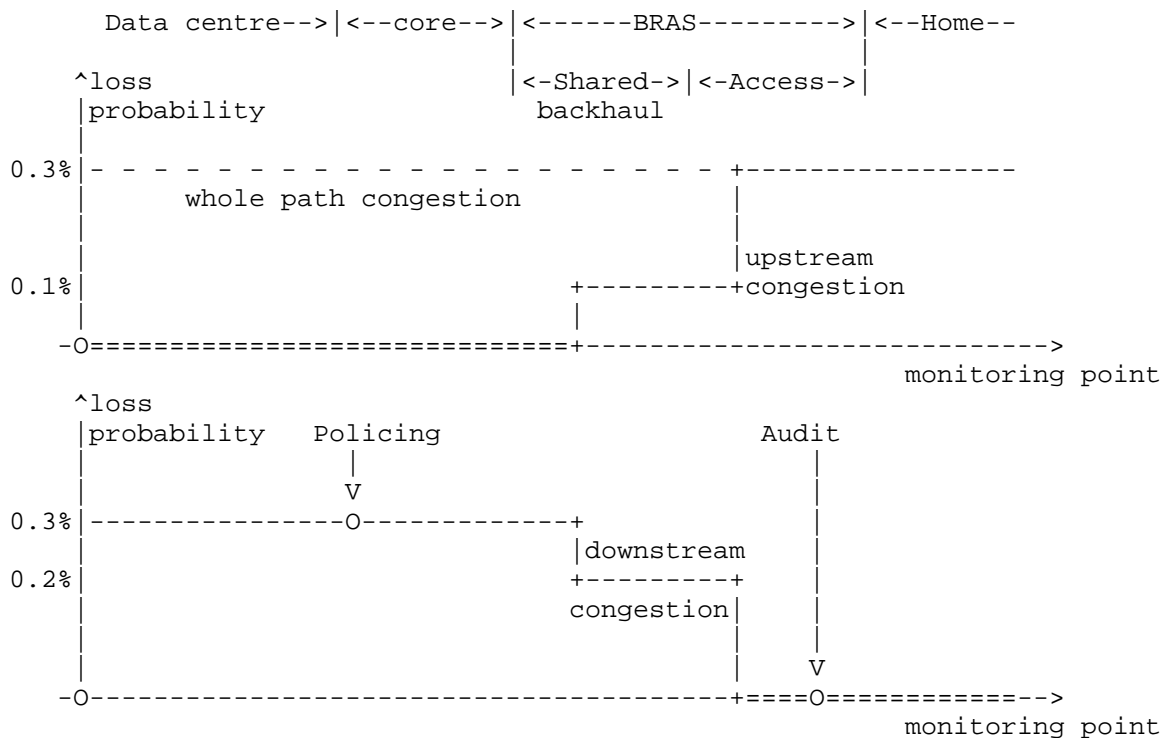 Data centre-->|<--core-->|<------BRAS--------->|<--Home--
|                     |
^loss                          |<-Shared->|<-Access->|
|probability                 backhaul
|
0.3%|- - - - - - - - - - - - - - - - - - - - +-----------------
|      whole path congestion             |
|                                        |
|                                        |upstream
0.1%|                              +---------+congestion
|                              |
-O==============================+----------------------------->
monitoring point
^loss
|probability   Policing                    Audit
|                |                            |
|                V                            |
0.3%|----------------O-------------+              |
|                              |downstream    |
0.2%|                              +---------+    |
|                              congestion|    |
|                                        |    |
|                                        |    V
-O----------------------------------------+====O============-->
monitoring point